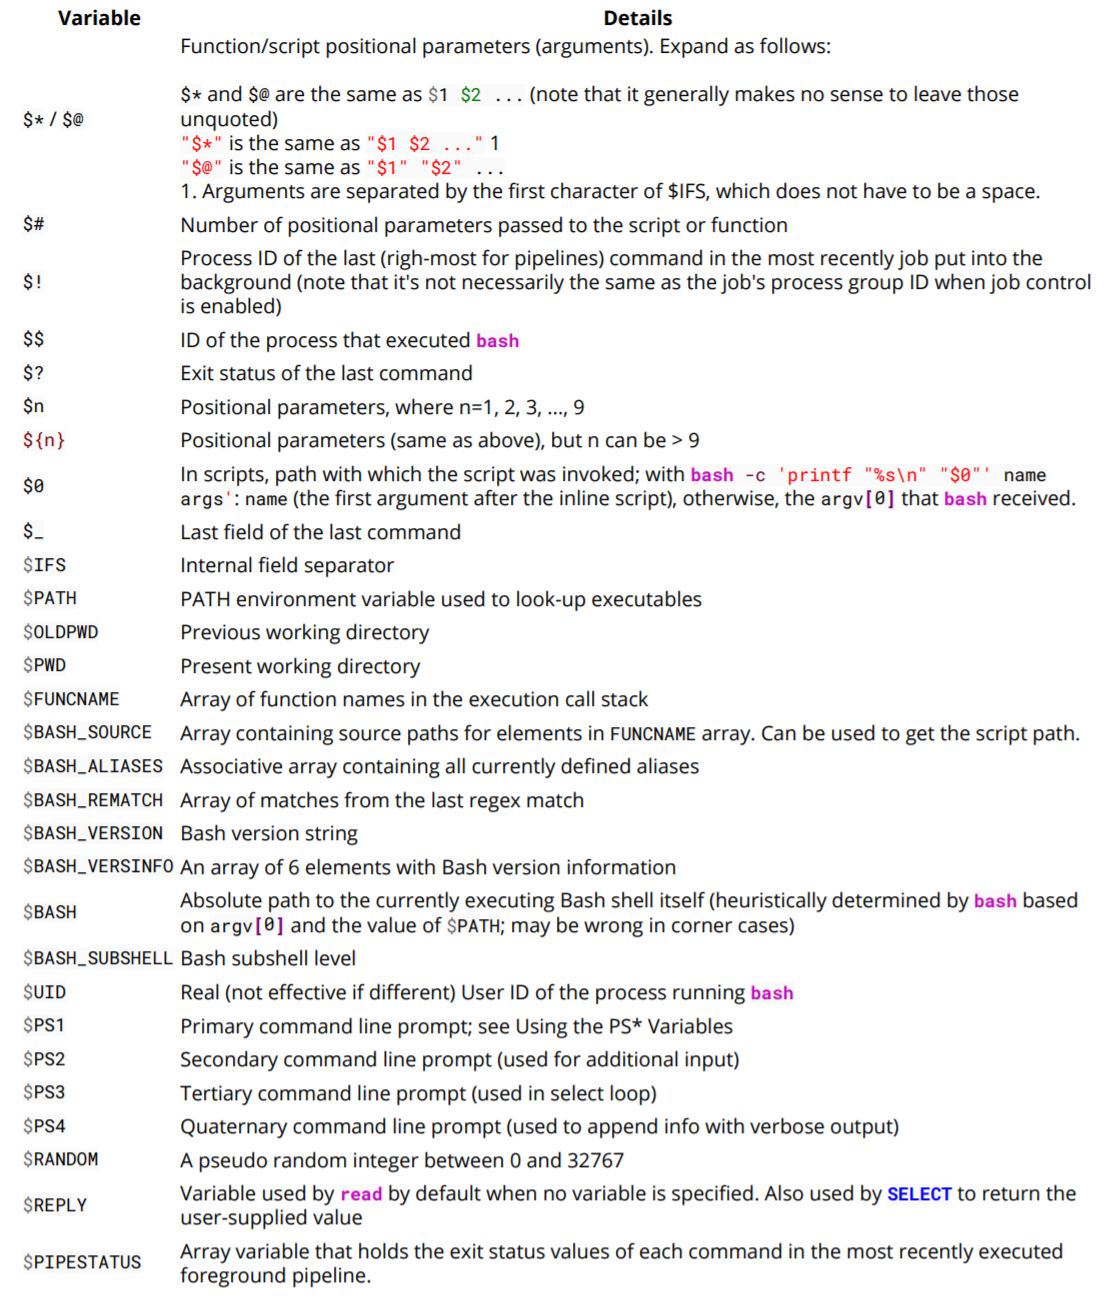 Variable Details
Function/script positional parameters (arguments). Expand as follows:
$* and $@ are the same as $1 $2 ... (note that it generally makes no sense to leave those
$* / $@
unquoted)
"$*" is the same as "$1 $2 ..." 1
"$@" is the same as "$1" "$2" ...
1. Arguments are separated by the first character of $IFS, which does not have to be a space.
$# Number of positional parameters passed to the script or function
Process ID of the last (righ-most for pipelines) command in the most recently job put into the
$! background (note that it's not necessarily the same as the job's process group ID when job control
is enabled)
$$ ID of the process that executed bash
$? Exit status of the last command
$n Positional parameters, where n=1, 2, 3, ..., 9
${n} Positional parameters (same as above), but n can be > 9
$0 In scripts, path with which the script was invoked; with bash -c 'printf "%s\n" "$0"' name
args': name (the first argument after the inline script), otherwise, the argv[0] that bash received.
$_ Last field of the last command
$IFS Internal field separator
$PATH PATH environment variable used to look-up executables
$OLDPWD Previous working directory
$PWD Present working directory
$FUNCNAME Array of function names in the execution call stack
$BASH_SOURCE Array containing source paths for elements in FUNCNAME array. Can be used to get the script path.
$BASH_ALIASES Associative array containing all currently defined aliases
$BASH_REMATCH Array of matches from the last regex match
$BASH_VERSION Bash version string
$BASH_VERSINFO An array of 6 elements with Bash version information
$BASH Absolute path to the currently executing Bash shell itself (heuristically determined by bash based
on argv[0] and the value of $PATH; may be wrong in corner cases)
$BASH_SUBSHELL Bash subshell level
$UID Real (not effective if different) User ID of the process running bash
$PS1 Primary command line prompt; see Using the PS* Variables
$PS2 Secondary command line prompt (used for additional input)
$PS3 Tertiary command line prompt (used in select loop)
$PS4 Quaternary command line prompt (used to append info with verbose output)
$RANDOM A pseudo random integer between 0 and 32767
$REPLY Variable used by read by default when no variable is specified. Also used by SELECT to return the
user-supplied value
$PIPESTATUS Array variable that holds the exit status values of each command in the most recently executed
foreground pipeline.